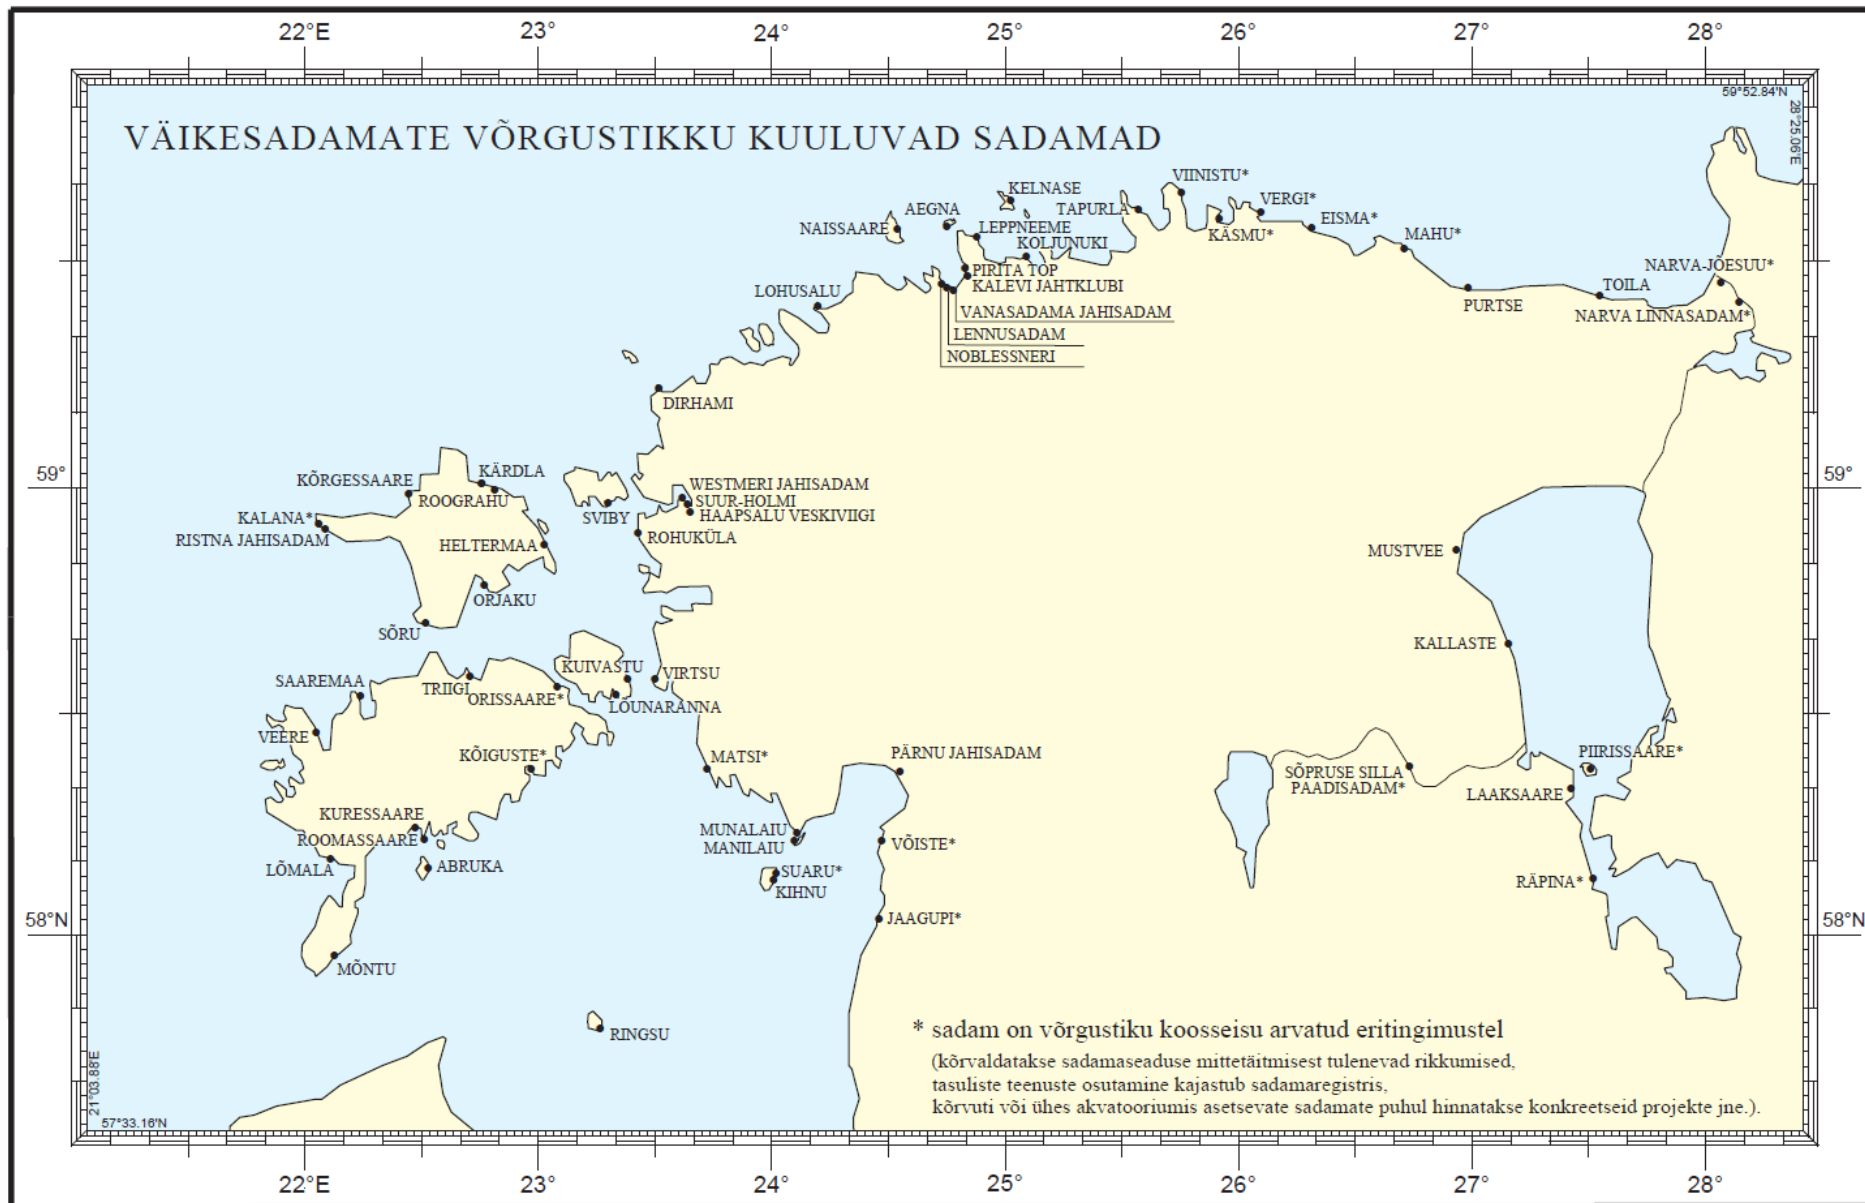 22°E 23° 24° 25° 26° 27° 28°
59°52.84'N
28°25.06'E
VÄIKESADAMATE VÕRGUSTIKKU KUULUVAD SADAMAD
VIINISTU*
KELNASE
VERGI*
AEGNA
TAPURLA
EISMA*
NAISSAARE
LEPPNEEME
KÄSMU*
MAHU*
KOLJUNUKI
NARVA-JÕESUU*
PIRITA TOP
KALEVI JAHTKLUBI
TOILA
LOHUSALU
PURTSE
VANASADAMA JAHISADAM
NARVA LINNASADAM*
LENNUSADAM
NOBLESSNERI
DIRHAMI
59°
59°
KÄRDLA
KÕRGESSAARE
WESTMERI JAHISADAM
ROOGRAHU
SUUR-HOLMI
HAAPSALU VESKIVIIGI
SVIBY
KALANA*
RISTNA JAHISADAM
ROHUKÜLA
HELTERMAA
MUSTVEE
ORJAKU
SÕRU
KALLASTE
KUIVASTU
VIRTSU
SAAREMAA
TRIIGI
ORISSAARE*
LÕUNARANNA
VEERE
KÕIGUSTE*
MATSI*
PÄRNU JAHISADAM
PIIRISSAARE*
SÕPRUSE SILLA
PAADISADAM*
LAAKSAARE
KURESSAARE
MUNALAIU
ROOMASSAARE
MANILAIU
VÕISTE*
LÕMALA
ABRUKA
SUARU*
KIHNU
RÄPINA*
58°N
JAAGUPI*
58°N
MÕNTU
RINGSU
* sadam on võrgustiku koosseisu arvatud eritingimustel
(kõrvaldatakse sadamaseaduse mittetäitmisest tulenevad rikkumised,
tasuliste teenuste osutamine kajastub sadamaregistris,
kõrvuti või ühes akvatooriumis asetsevate sadamate puhul hinnatakse konkreetseid projekte jne.).
21°03.88'E
57°33.16'N
22°E 23° 24° 25° 26° 27° 28°